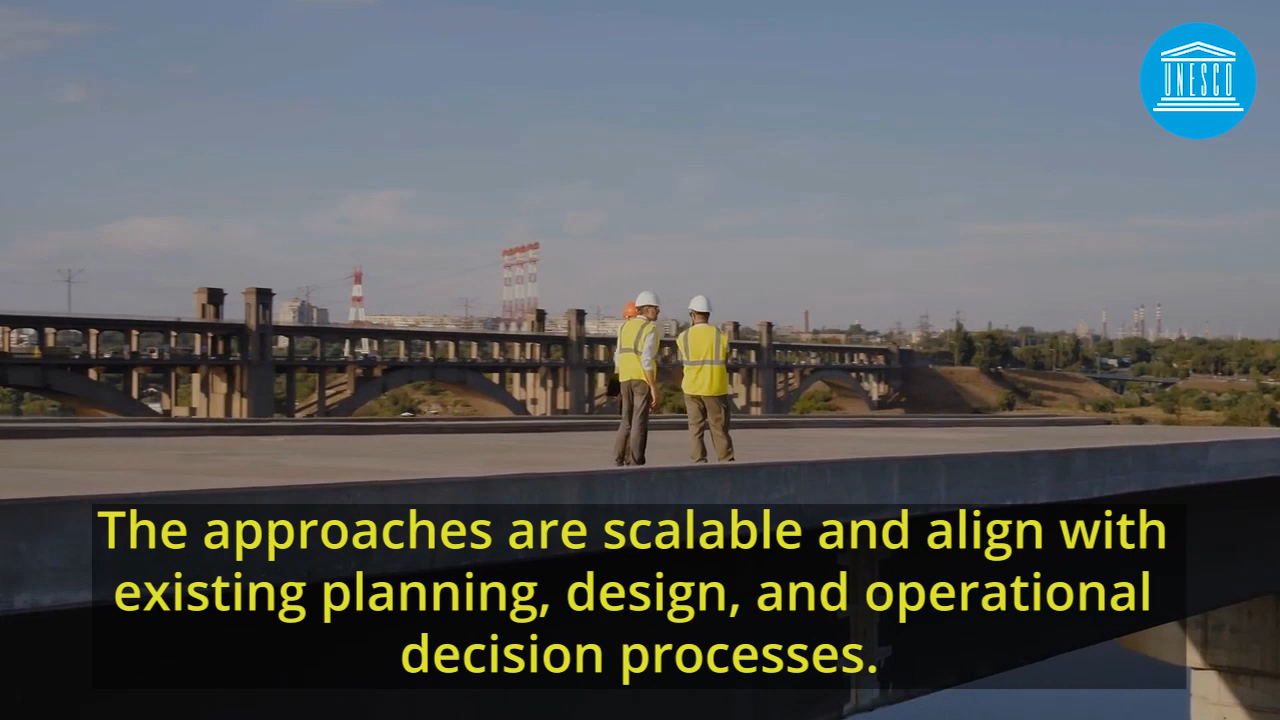 UNESCO
The approaches are scalable and align with
existing planning, design, and operational
decision processes.